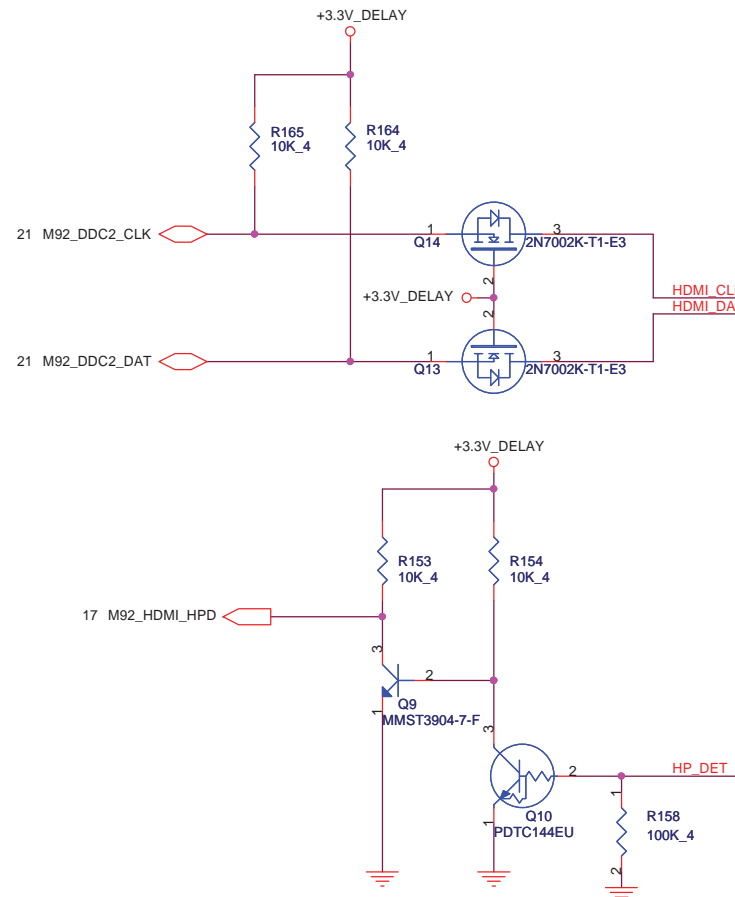 +3.3V_DELAY
R165
10K_4
R164
10K_4
21 M92_DDC2_CLK
1
Q14
3
2N7002K-T1-E3
2
+3.3V_DELAY
HDMI_CL
HDMI_DA
2
21 M92_DDC2_DAT
1
Q13
3
2N7002K-T1-E3
+3.3V_DELAY
R153
10K_4
R154
10K_4
17 M92_HDMI_HPD
3
2
1
Q9
MMST3904-7-F
3
2
HP_DET
1
Q10
PDTC144EU
1
R158
100K_4
2